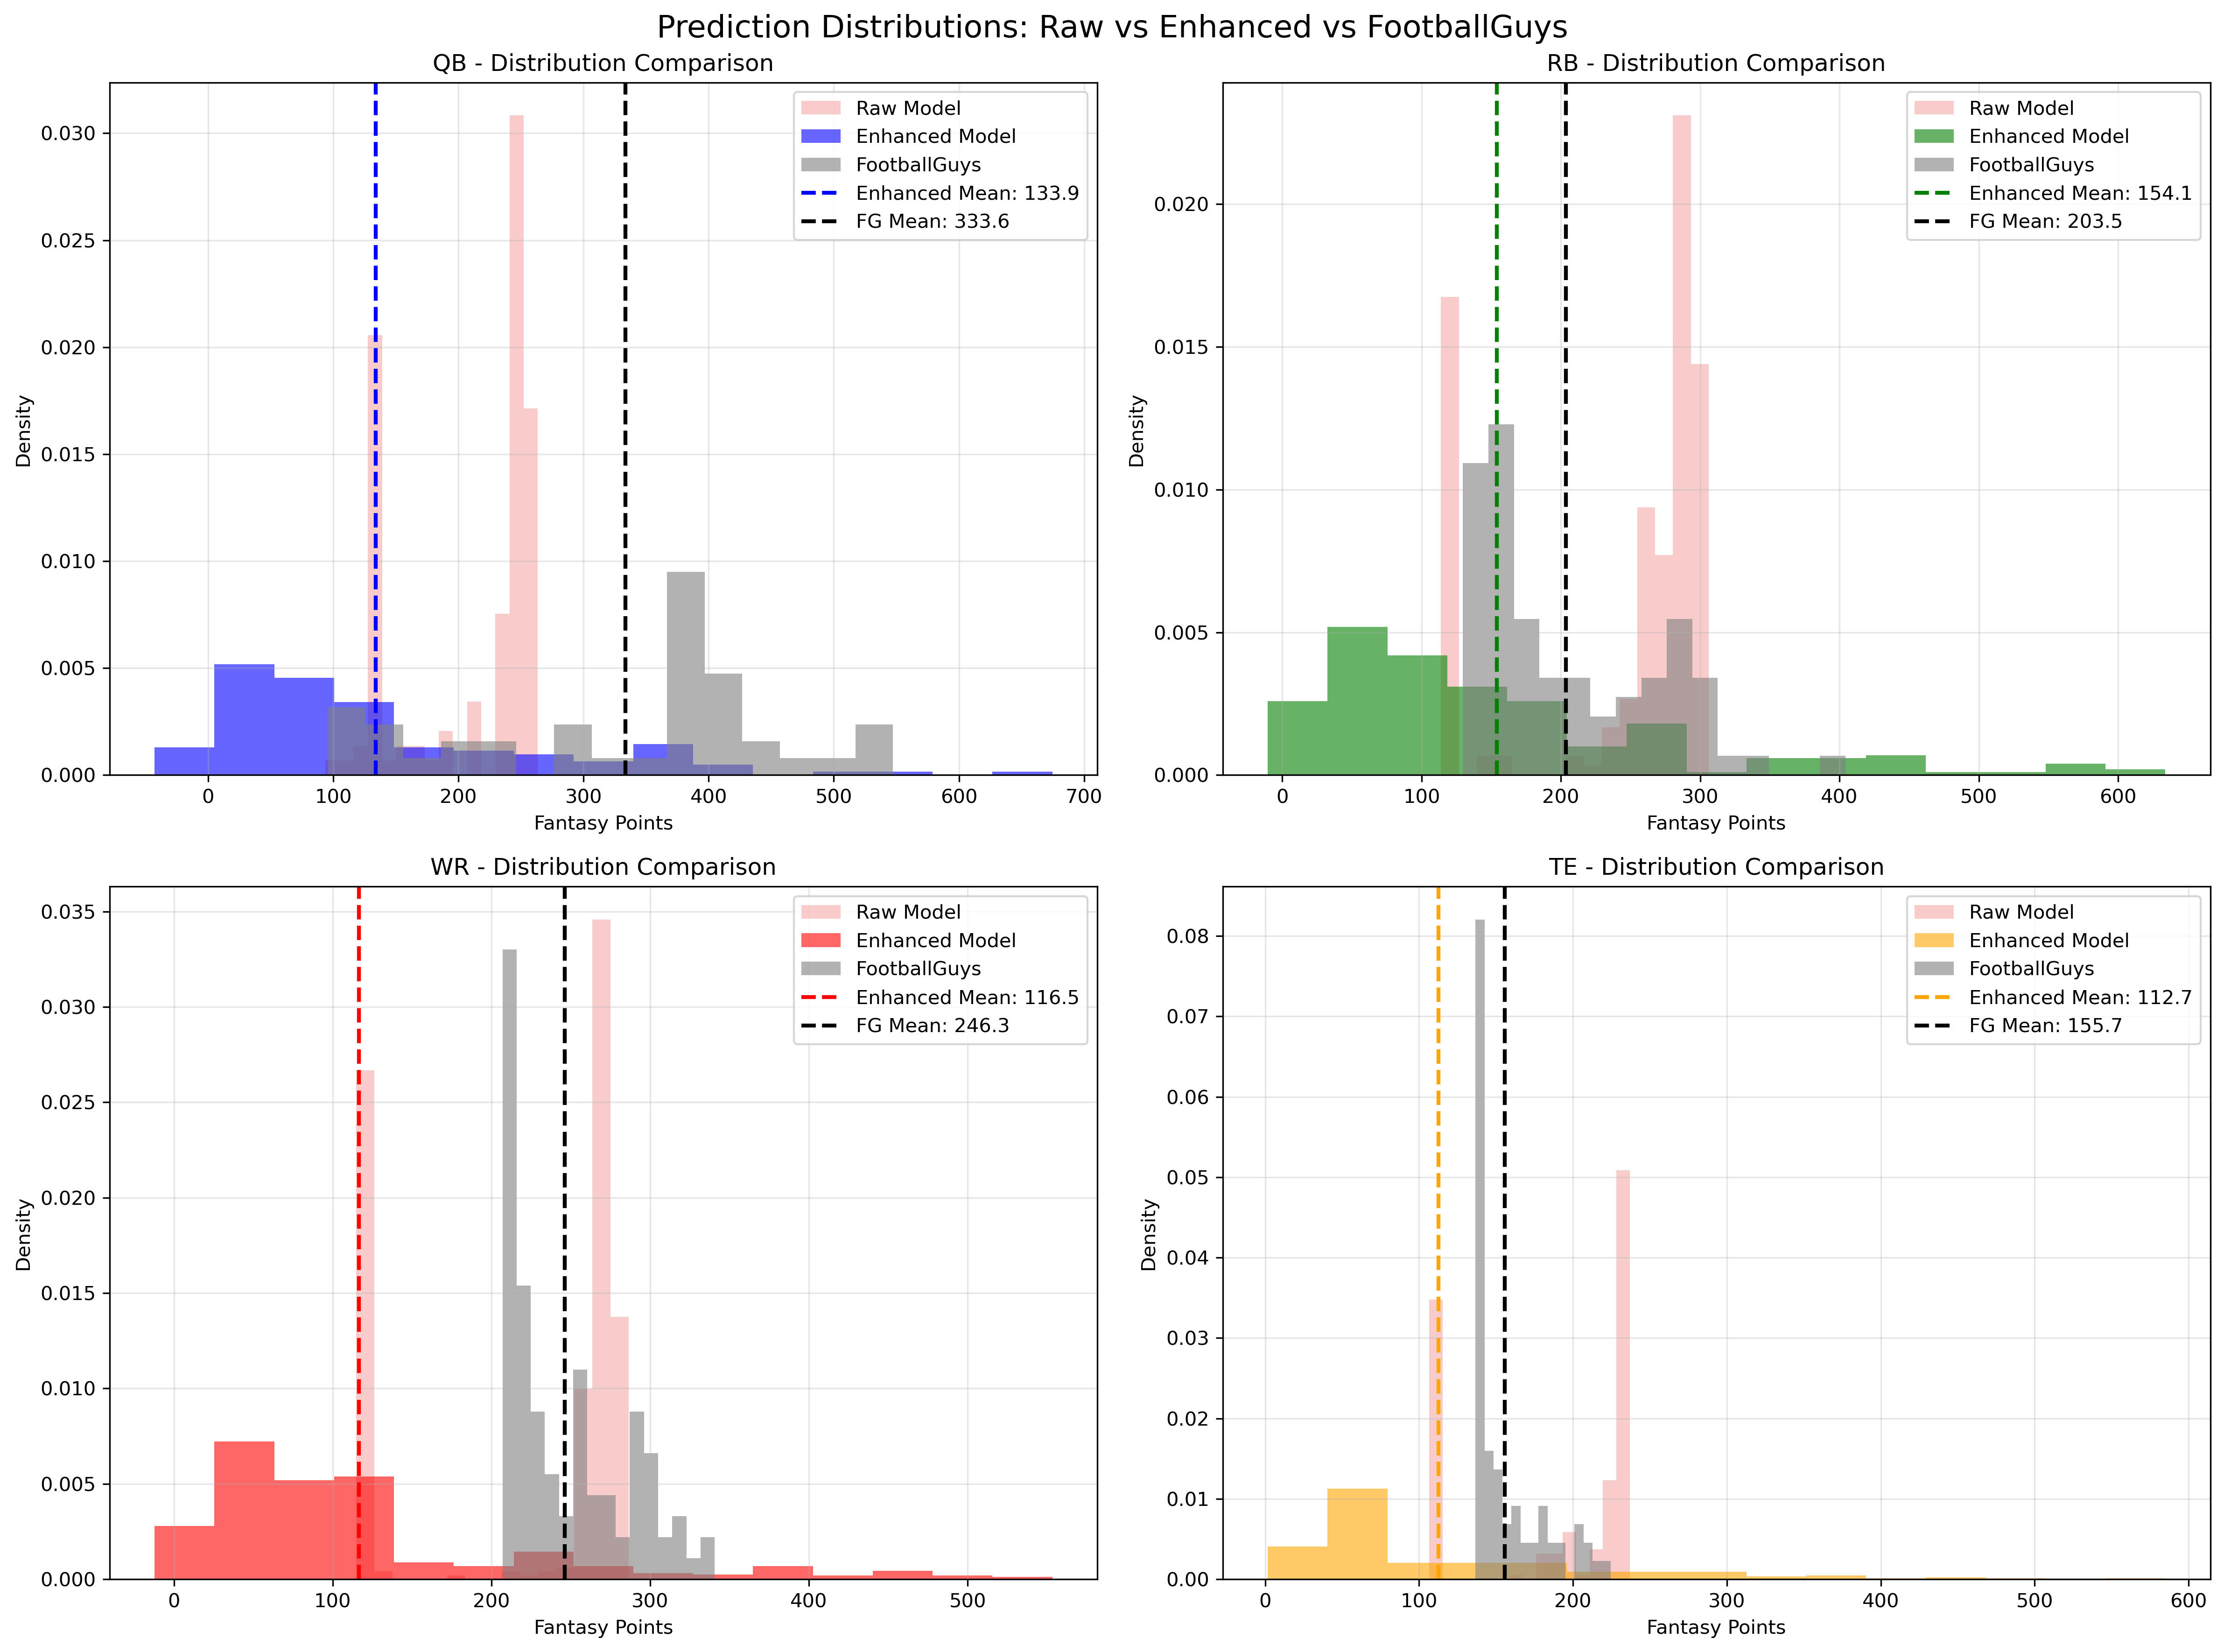 Prediction Distributions: Raw vs Enhanced vs FootballGuys
QB - Distribution Comparison
Raw Model
Enhanced Model
FootballGuys
Enhanced Mean: 133.9
FG Mean: 333.6
Density
0.030
0.025
0.020
0.015
0.010
0.005
0.000
0 100 200 300 400 500 600 700
Fantasy Points
RB - Distribution Comparison
Raw Model
Enhanced Model
FootballGuys
Enhanced Mean: 154.1
FG Mean: 203.5
Density
0.020
0.015
0.010
0.005
0.000
0 100 200 300 400 500 600
Fantasy Points
WR - Distribution Comparison
Raw Model
Enhanced Model
FootballGuys
Enhanced Mean: 116.5
FG Mean: 246.3
Density
0.035
0.030
0.025
0.020
0.015
0.010
0.005
0.000
0 100 200 300 400 500
Fantasy Points
TE - Distribution Comparison
Raw Model
Enhanced Model
FootballGuys
Enhanced Mean: 112.7
FG Mean: 155.7
Density
0.08
0.07
0.06
0.05
0.04
0.03
0.02
0.01
0.00
0 100 200 300 400 500 600
Fantasy Points